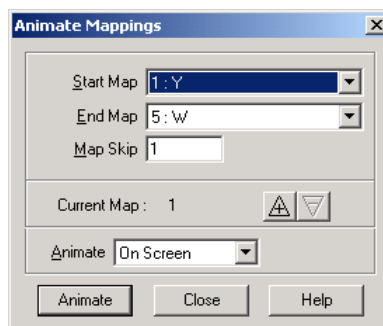 Animate Mappings
Start Map 1 : Y
End Map 5 : W
Map Skip 1
Current Map : 1
Animate On Screen
Animate Close Help